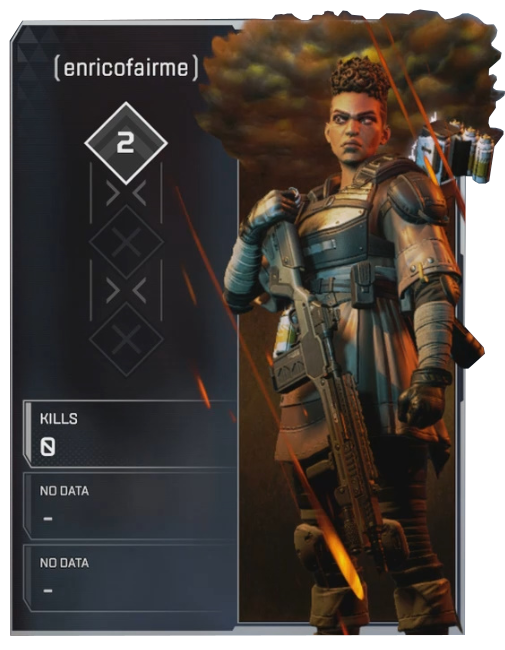 [enricofairme]
2
KILLS
0
NO DATA
-
NO DATA
-